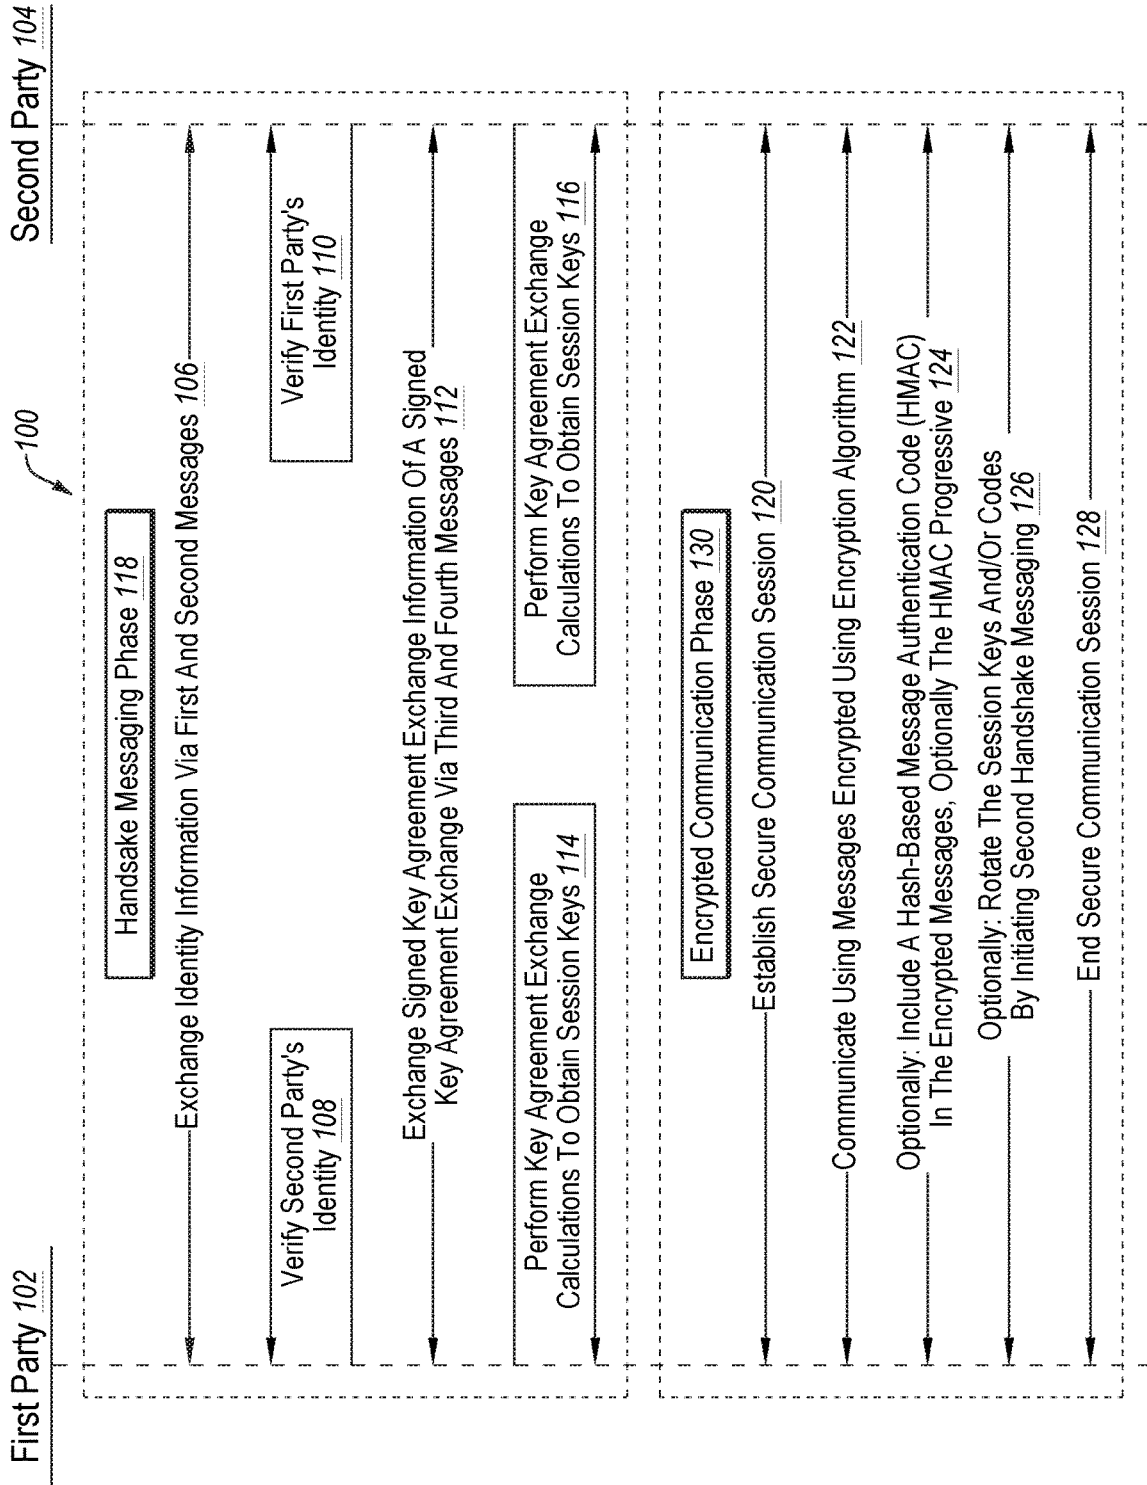 100
First Party 102
Second Party 104
Handsake Messaging Phase 118
Exchange Identity Information Via First And Second Messages 106
Verify Second Party's
Identity 108
Verify First Party's
Identity 110
Exchange Signed Key Agreement Exchange Information Of A Signed
Key Agreement Exchange Via Third And Fourth Messages 112
Perform Key Agreement Exchange
Calculations To Obtain Session Keys 114
Perform Key Agreement Exchange
Calculations To Obtain Session Keys 116
Encrypted Communication Phase 130
Establish Secure Communication Session 120
Communicate Using Messages Encrypted Using Encryption Algorithm 122
Optionally: Include A Hash-Based Message Authentication Code (HMAC)
In The Encrypted Messages, Optionally The HMAC Progressive 124
Optionally: Rotate The Session Keys And/Or Codes
By Initiating Second Handshake Messaging 126
End Secure Communication Session 128